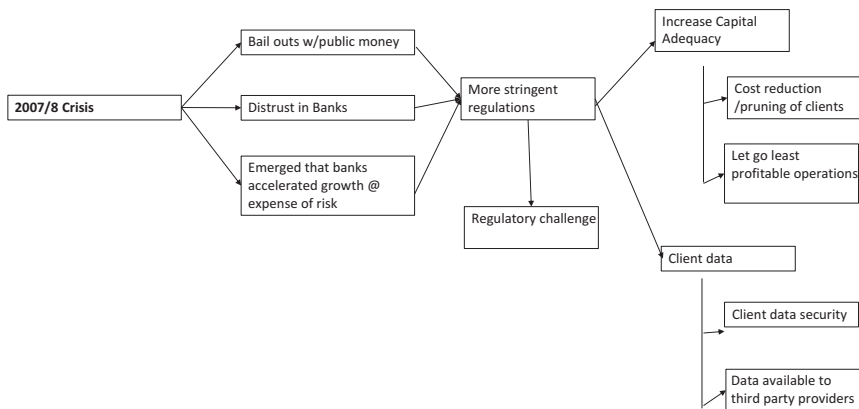 2007/8 Crisis
Bail outs w/public money
Distrust in Banks
Emerged that banks
accelerated growth @
expense of risk
More stringent
regulations
Regulatory challenge
Increase Capital
Adequacy
Cost reduction
/pruning of clients
Let go least
profitable operations
Client data
Client data security
Data available to
third party providers